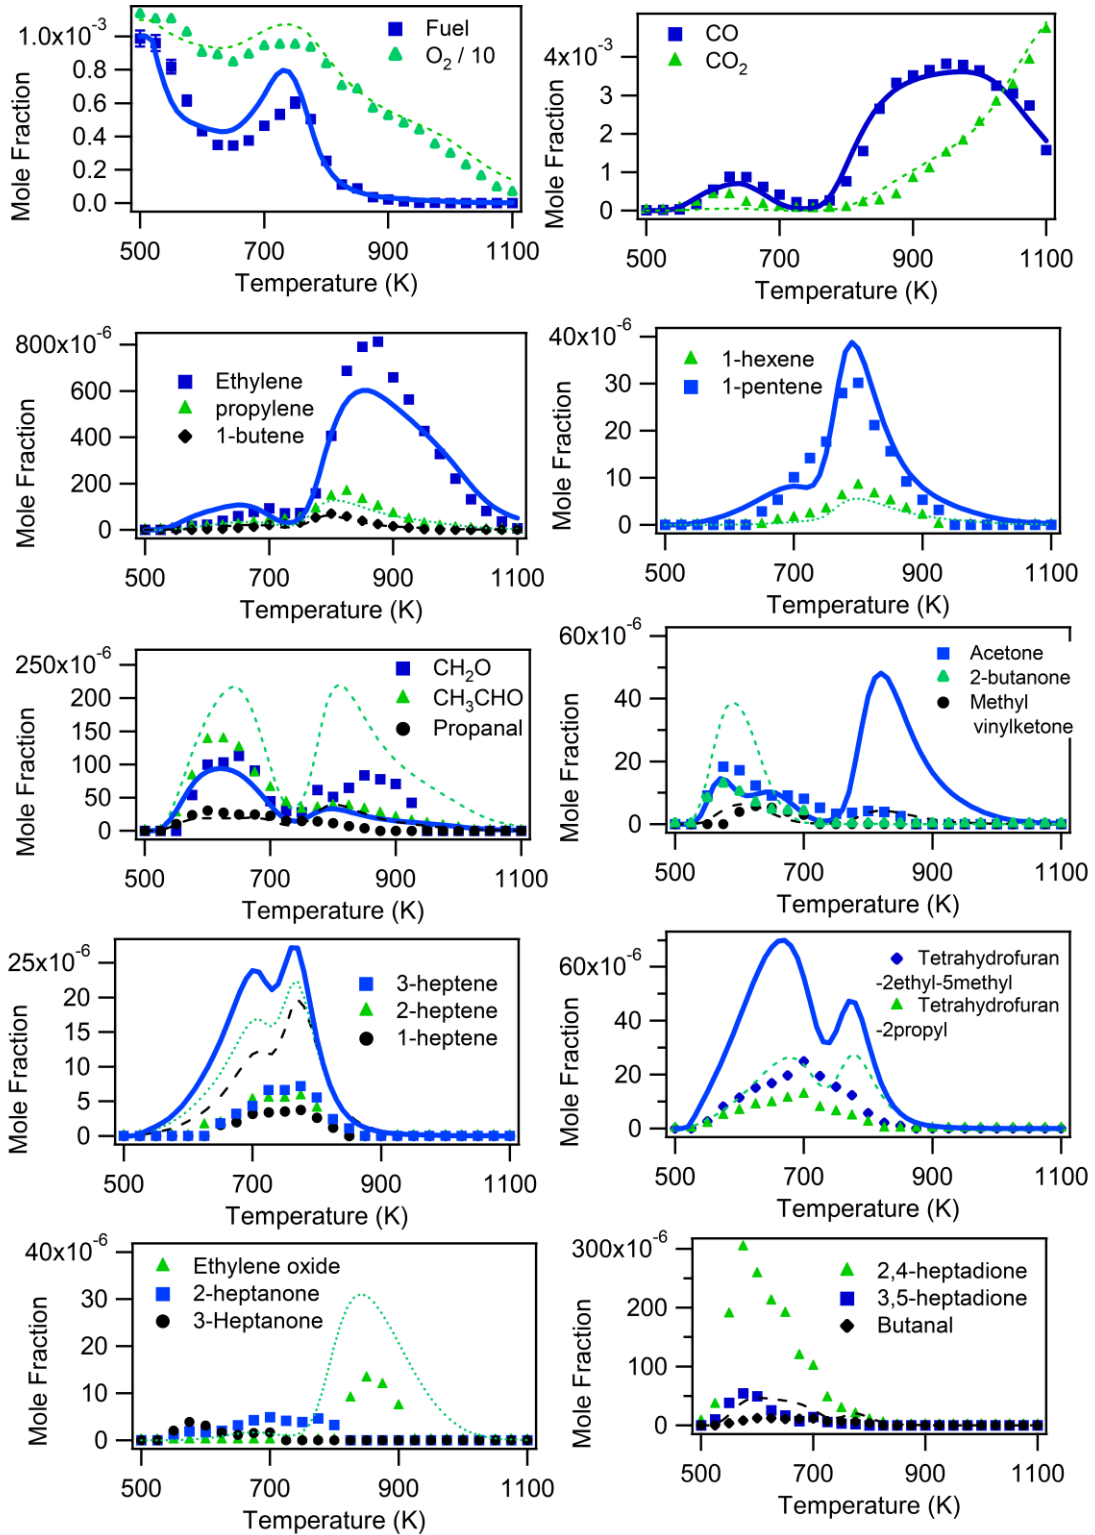 1.0x10-3
0.8
0.6
0.4
0.2
0.0
Mole Fraction
Fuel
O2 / 10
500
700
900
1100
Temperature (K)
4x10-3
3
2
1
0
Mole Fraction
CO
CO2
500
700
900
1100
Temperature (K)
800x10-6
600
400
200
0
Mole Fraction
Ethylene
propylene
1-butene
500
700
900
1100
Temperature (K)
40x10-6
30
20
10
0
Mole Fraction
1-hexene
1-pentene
500
700
900
1100
Temperature (K)
250x10-6
200
150
100
50
0
Mole Fraction
CH2O
CH3CHO
Propanal
500
700
900
1100
Temperature (K)
60x10-6
40
20
0
Mole Fraction
Acetone
2-butanone
Methyl
vinylketone
500
700
900
1100
Temperature (K)
25x10-6
20
15
10
5
0
Mole Fraction
3-heptene
2-heptene
1-heptene
500
700
900
1100
Temperature (K)
60x10-6
40
20
0
Mole Fraction
Tetrahydrofuran
-2ethyl-5methyl
Tetrahydrofuran
-2propyl
500
700
900
1100
Temperature (K)
40x10-6
30
20
10
0
Mole Fraction
Ethylene oxide
2-heptanone
3-Heptanone
500
700
900
1100
Temperature (K)
300x10-6
200
100
0
Mole Fraction
2,4-heptadione
3,5-heptadione
Butanal
500
700
900
1100
Temperature (K)